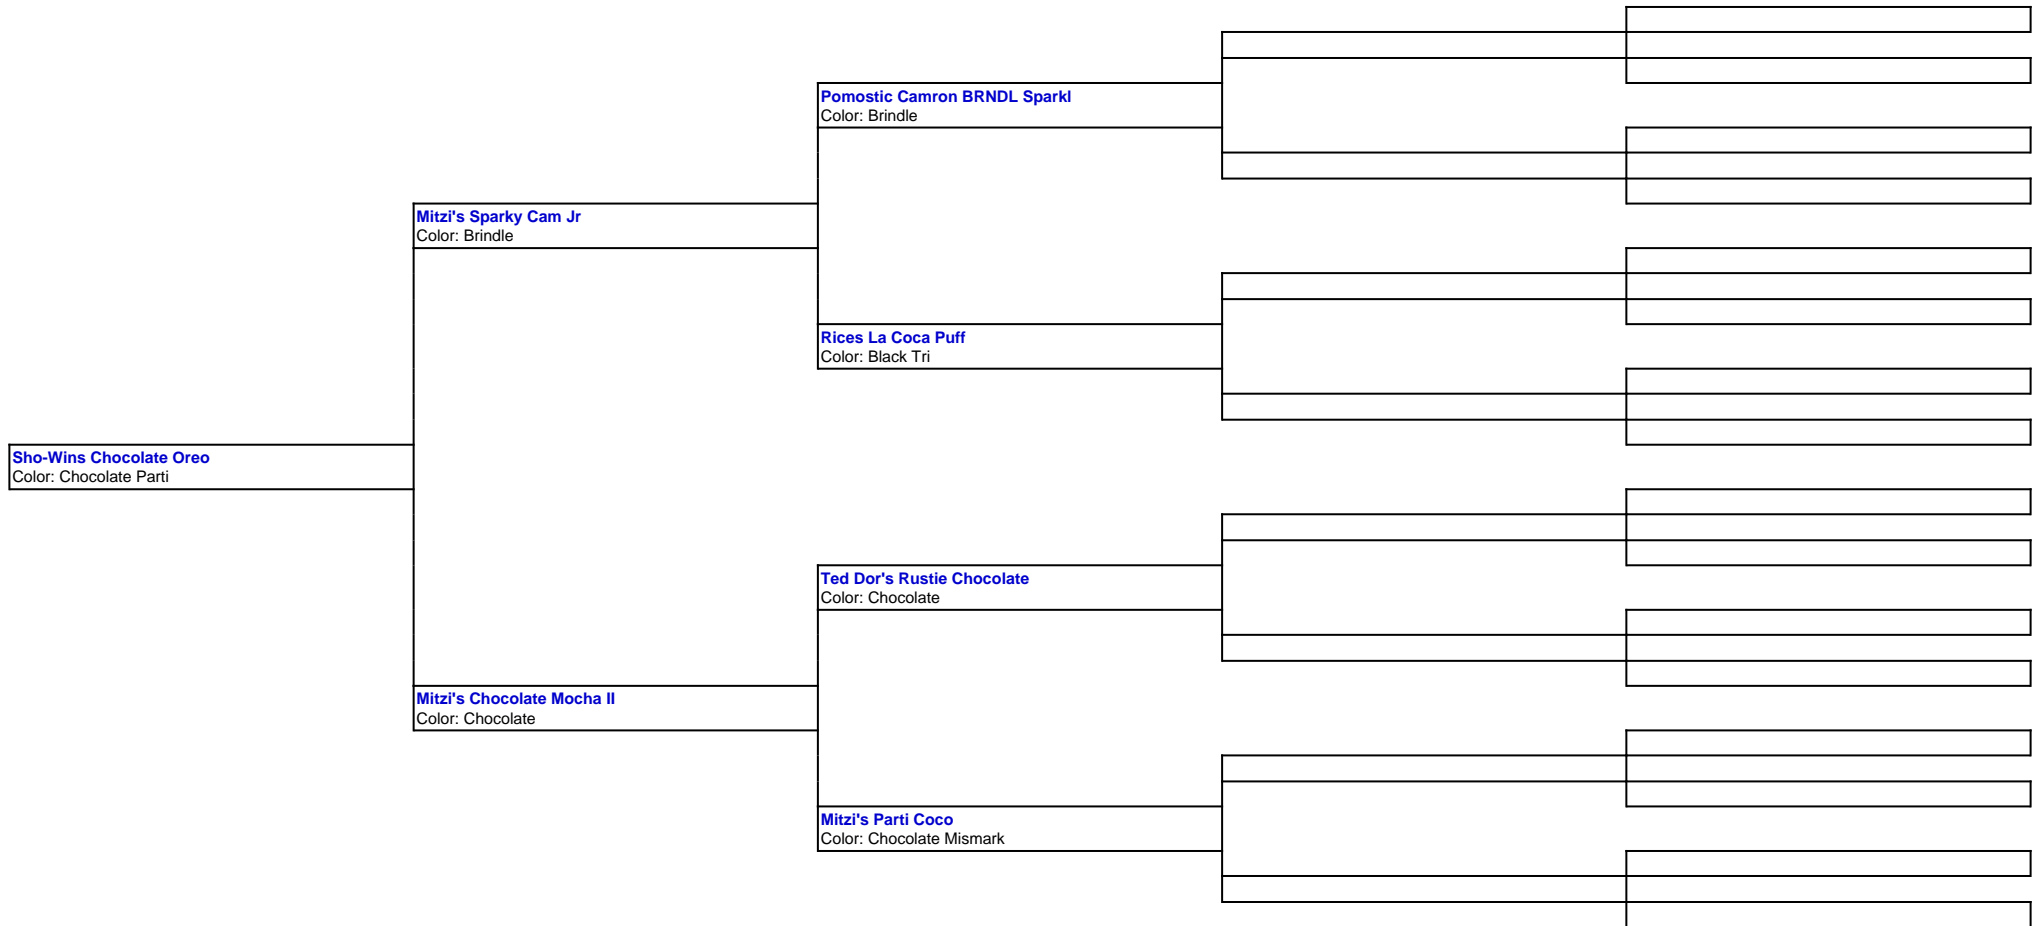 Pomostic Camron BRNDL Sparkl
Color: Brindle
Mitzi's Sparky Cam Jr
Color: Brindle
Rices La Coca Puff
Color: Black Tri
Sho-Wins Chocolate Oreo
Color: Chocolate Parti
Ted Dor's Rustie Chocolate
Color: Chocolate
Mitzi's Chocolate Mocha II
Color: Chocolate
Mitzi's Parti Coco
Color: Chocolate Mismark